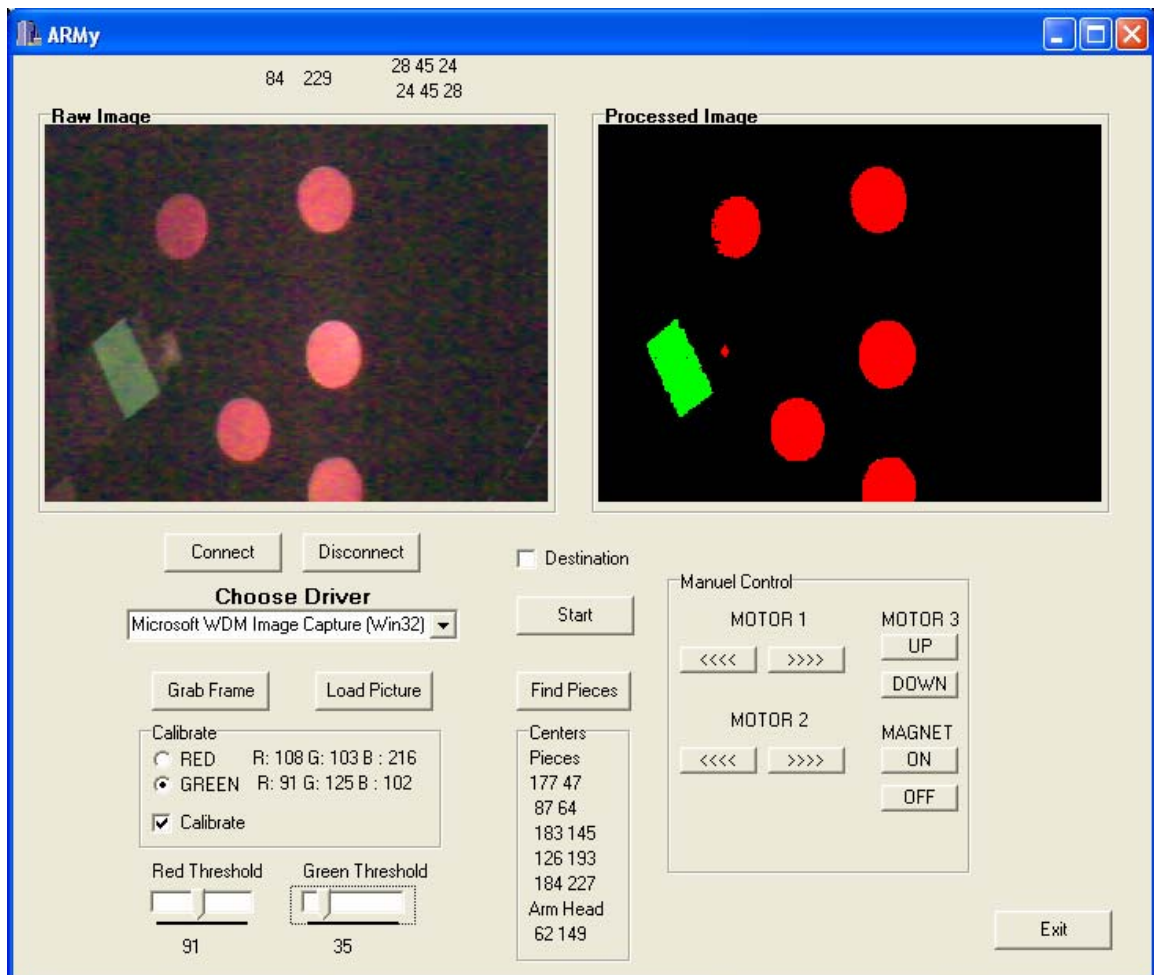 ARMy
84 229
28 45 24
24 45 28
Raw Image
Processed Image
Connect
Disconnect
Choose Driver
Microsoft WDM Image Capture (Win32)
Grab Frame
Load Picture
Calibrate
RED R: 108 G: 103 B : 216
GREEN R: 91 G: 125 B : 102
Calibrate
Red Threshold
Green Threshold
91
35
Destination
Start
Find Pieces
Centers
Pieces
177 47
87 64
183 145
126 193
184 227
Arm Head
62 149
Manuel Control
MOTOR 1
<<<< >>>>
MOTOR 2
<<<< >>>>
MOTOR 3
UP
DOWN
MAGNET
ON
OFF
Exit